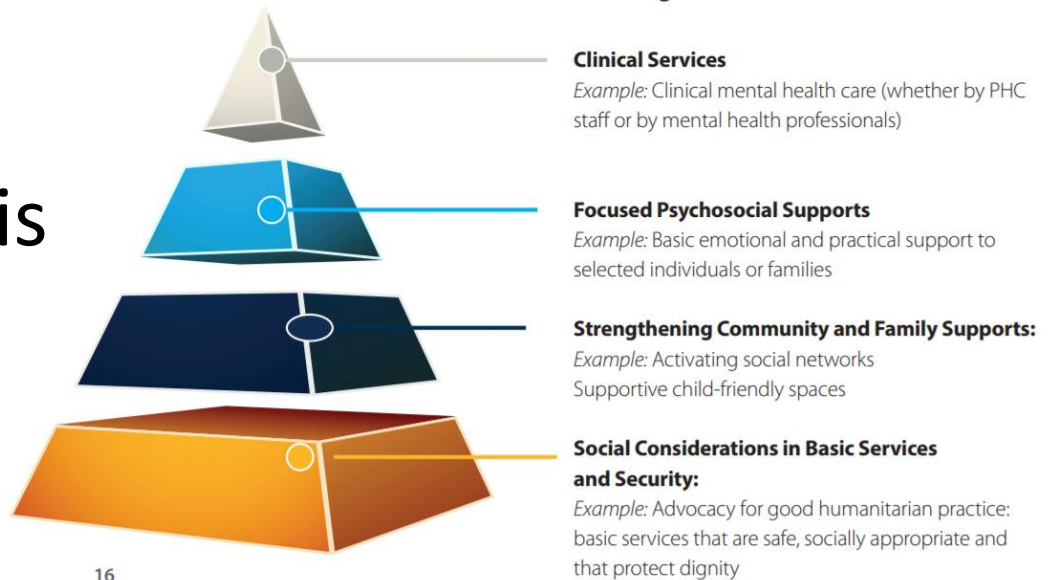 is
Clinical Services
Example: Clinical mental health care (whether by PHC
staff or by mental health professionals)
Focused Psychosocial Supports
Example: Basic emotional and practical support to
selected individuals or families
Strengthening Community and Family Supports:
Example: Activating social networks
Supportive child-friendly spaces
Social Considerations in Basic Services
and Security:
Example: Advocacy for good humanitarian practice:
basic services that are safe, socially appropriate and
that protect dignity
16